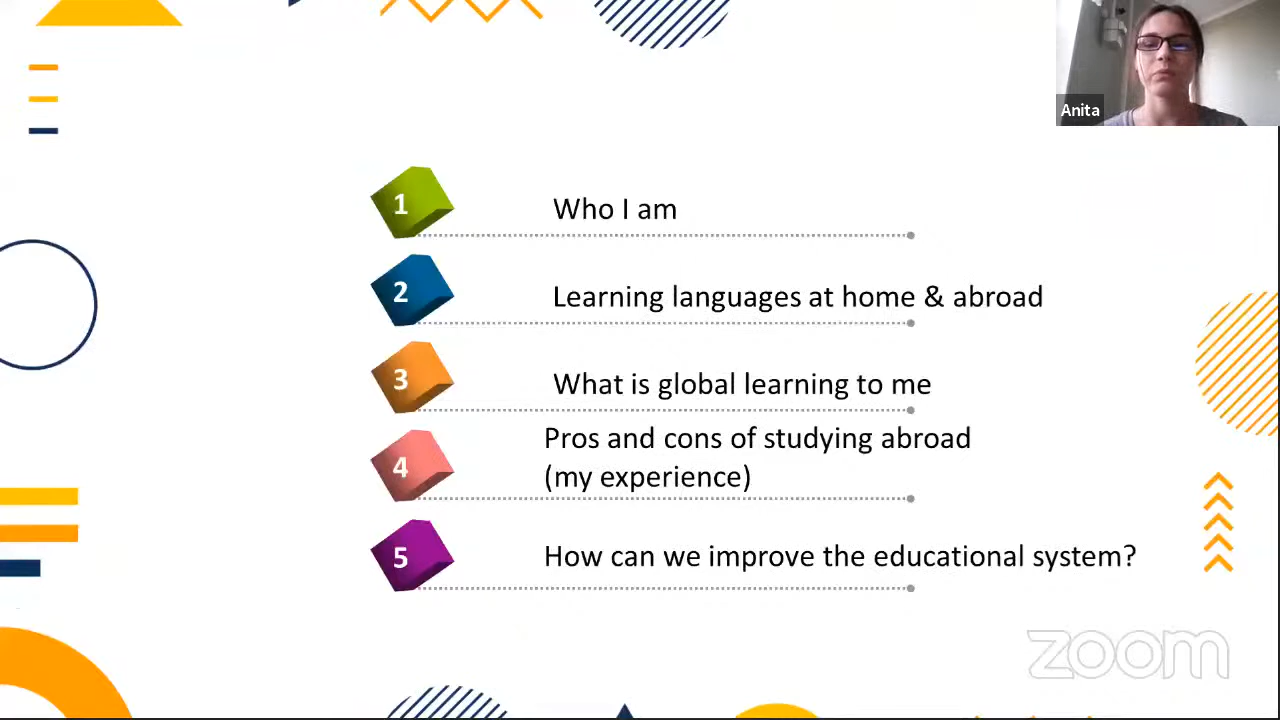 Anita
1 Who I am
2 Learning languages at home & abroad
3 What is global learning to me
4 Pros and cons of studying abroad
(my experience)
5 How can we improve the educational system?
zoom